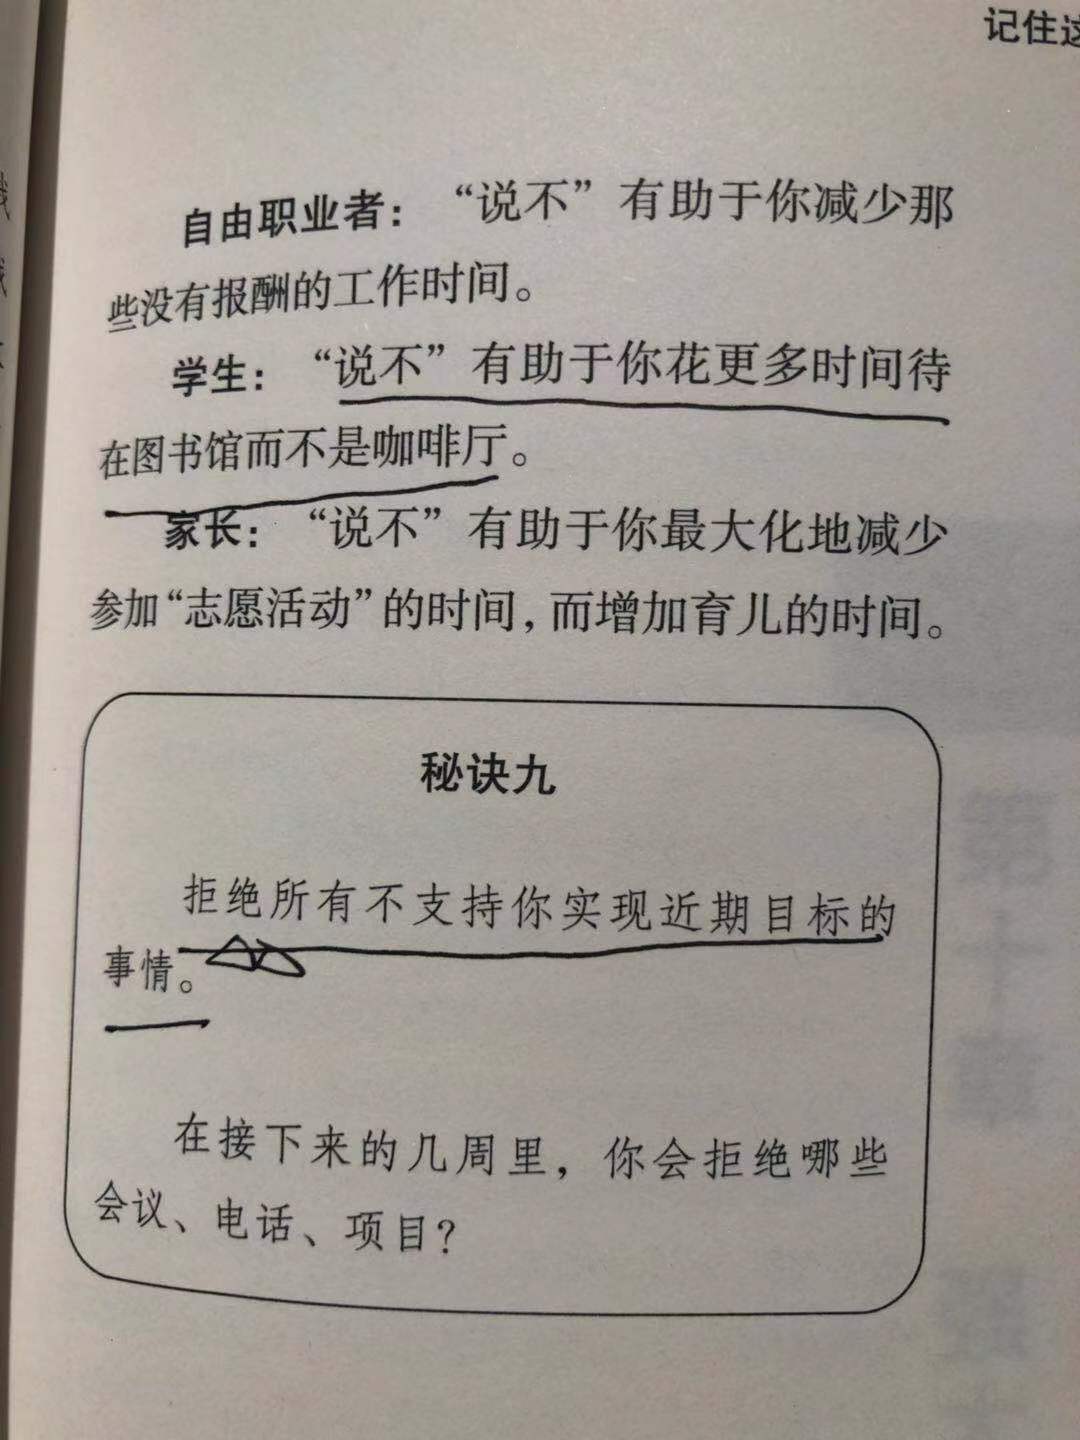 记住这
自由职业者：“说不”有助于你减少那
些没有报酬的工作时间。
学生：“说不”有助于你花更多时间待
在图书馆而不是咖啡厅。
家长：“说不”有助于你最大化地减少
参加“志愿活动”的时间，而增加育儿的时间。
秘诀九
拒绝所有不支持你实现近期目标的
事情。
在接下来的几周里，你会拒绝哪些
会议、电话、项目？